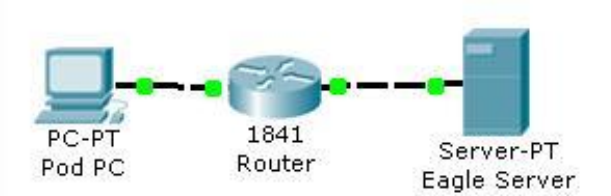 PC-PT
Pod PC
1841
Router
Server-PT
Eagle Server